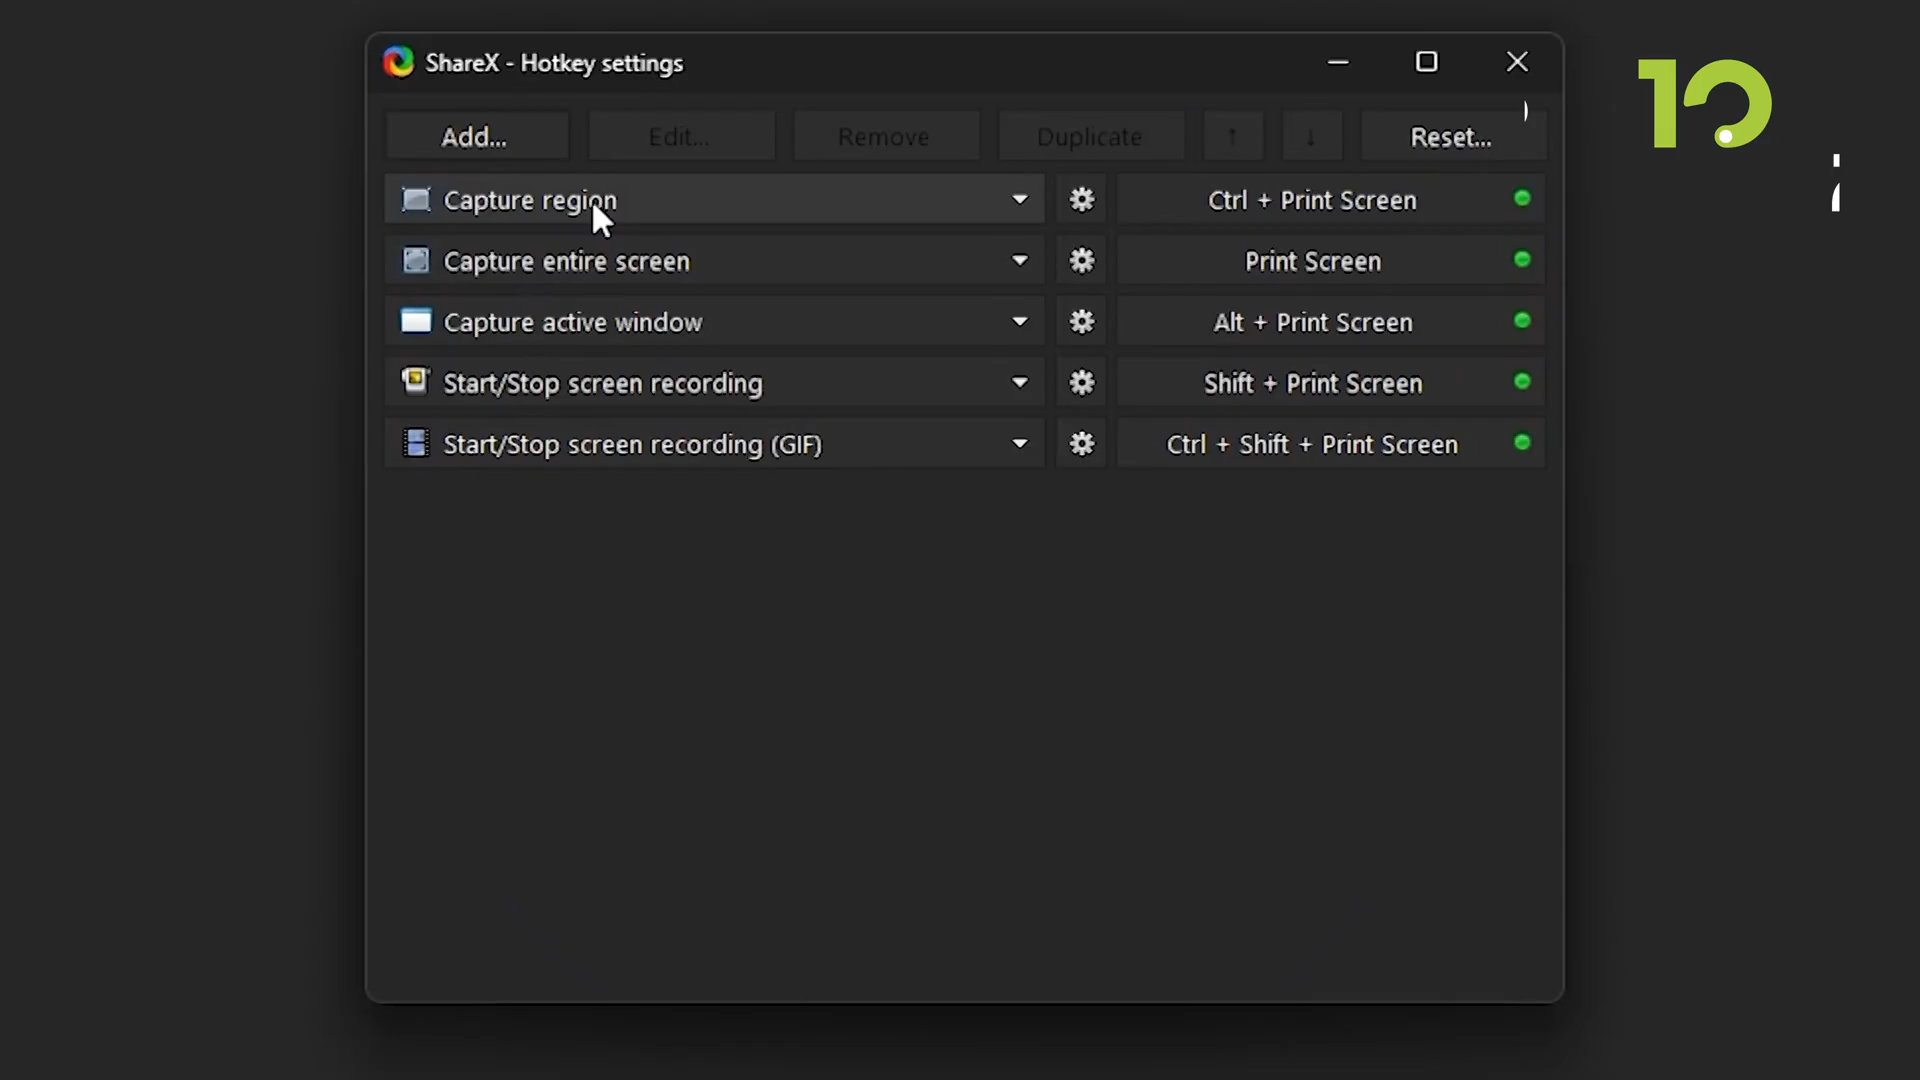 ShareX - Hotkey settings
Add...
Edit...
Remove
Duplicate
↑
↓
Reset...
Capture region
Ctrl + Print Screen
Capture entire screen
Print Screen
Capture active window
Alt + Print Screen
Start/Stop screen recording
Shift + Print Screen
Start/Stop screen recording (GIF)
Ctrl + Shift + Print Screen